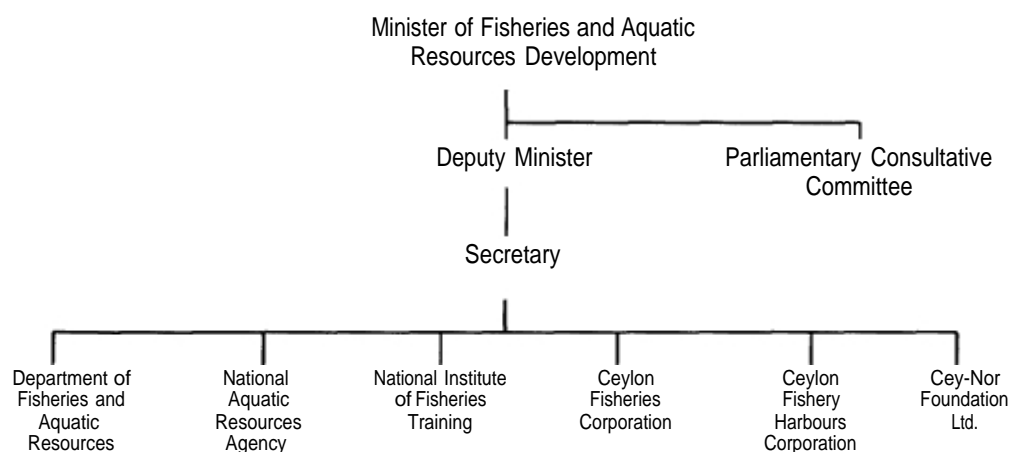 Minister of Fisheries and Aquatic
Resources Development
Deputy Minister
Parliamentary Consultative
Committee
Secretary
Department of
Fisheries and
Aquatic
Resources
National
Aquatic
Resources
Agency
National Institute
of Fisheries
Training
Ceylon
Fisheries
Corporation
Ceylon
Fishery
Harbours
Corporation
Cey-Nor
Foundation
Ltd.